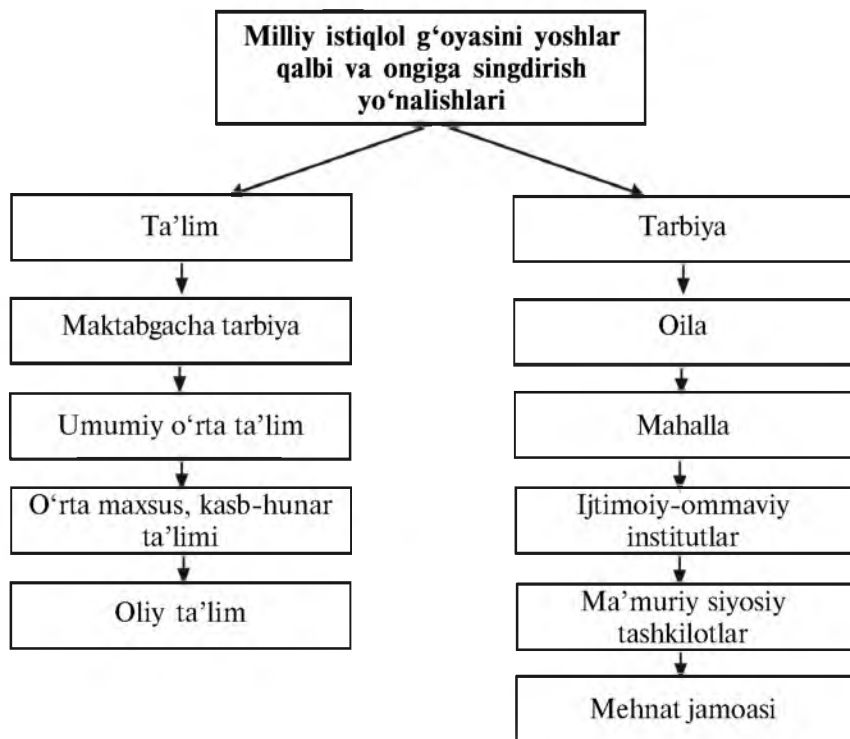 Milliy istiqlol g‘oyasini yoshlar
qalbi va ongiga singdirish
yo‘nalishlari
Ta’lim
Maktabgacha tarbiya
Umumiy o‘rta ta’lim
O‘rta maxsus, kasb-hunar
ta’limi
Oliy ta’lim
Tarbiya
Oila
Mahalla
Ijtimoiy-ommaviy
institutlar
Ma’muriy siyosiy
tashkilotlar
Mehnat jamoasi